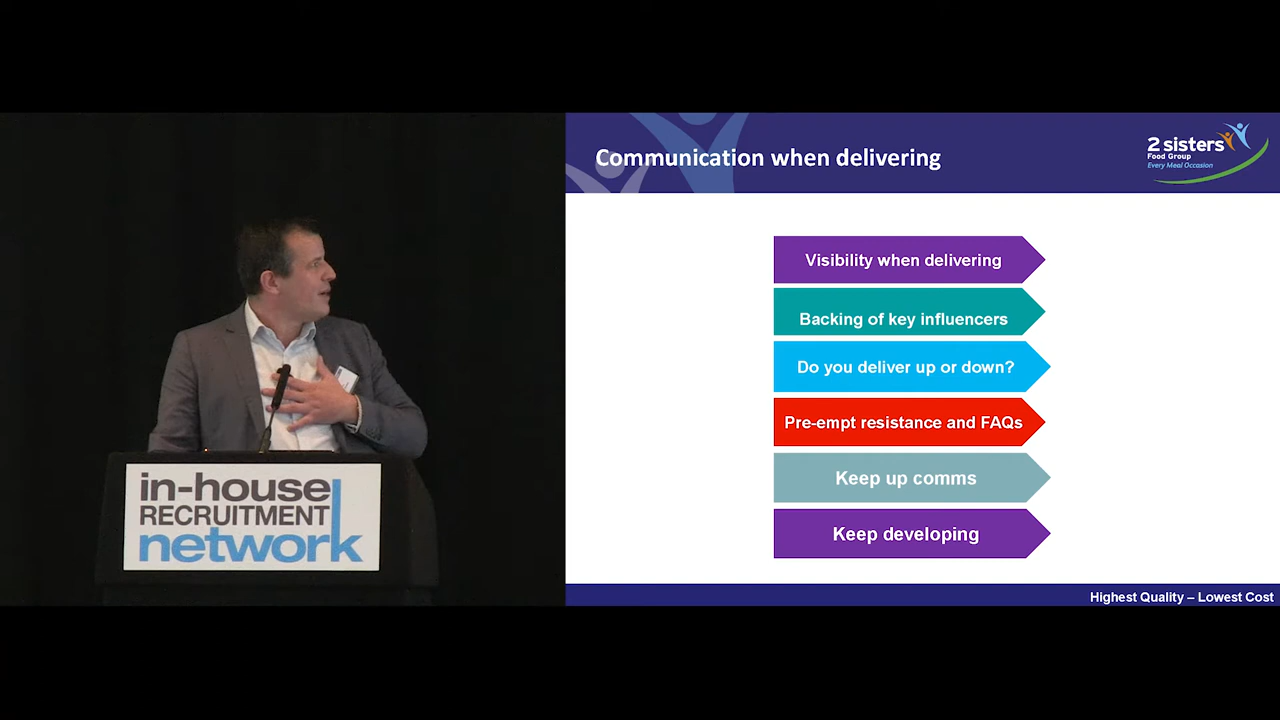 Communication when delivering
2 sisters
Food Group
Every Meal Occasion
Visibility when delivering
Backing of key influencers
Do you deliver up or down?
Pre-empt resistance and FAQs
Keep up comms
Keep developing
Highest Quality – Lowest Cost
in-house
RECRUITMENT
network